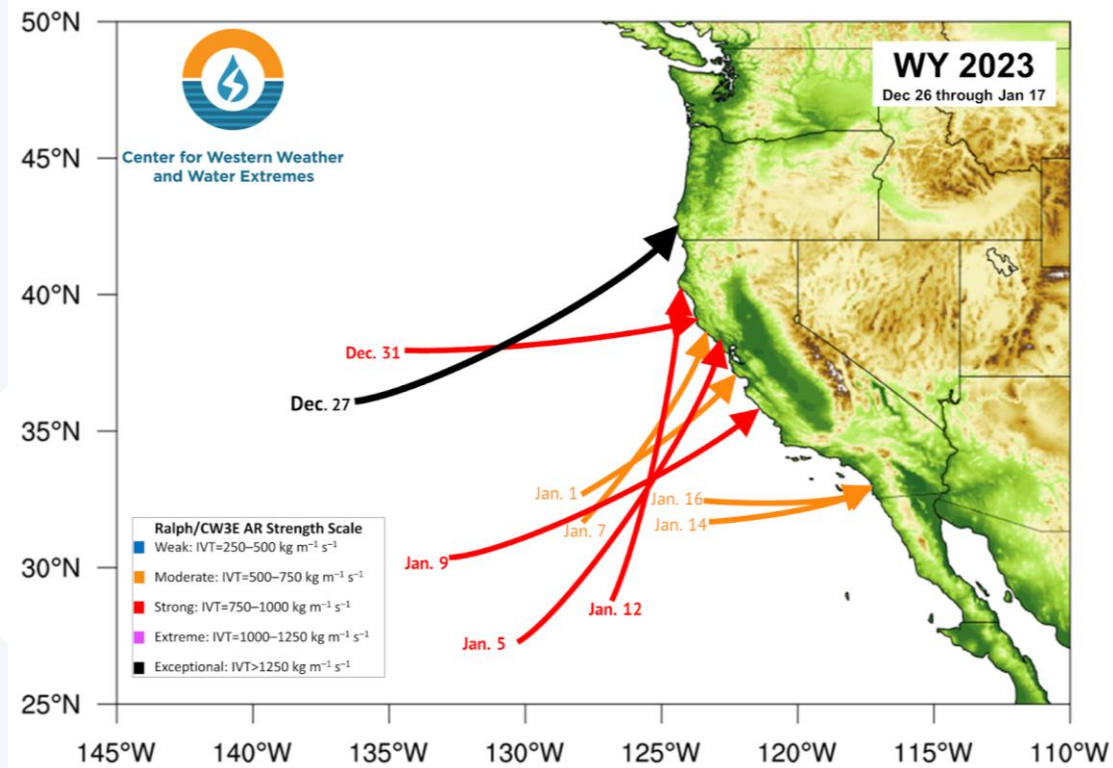 50°N
WY 2023
Dec 26 through Jan 17
Center for Western Weather
and Water Extremes
45°N
40°N
Dec. 31
Dec. 27
35°N
Jan. 1
Jan. 16
Jan. 7
Jan. 14
Ralph/CW3E AR Strength Scale
Weak: IVT=250–500 kg m⁻¹ s⁻¹
Jan. 9
30°N
Moderate: IVT=500–750 kg m⁻¹ s⁻¹
Strong: IVT=750–1000 kg m⁻¹ s⁻¹
Jan. 12
Extreme: IVT=1000–1250 kg m⁻¹ s⁻¹
Jan. 5
Exceptional: IVT>1250 kg m⁻¹ s⁻¹
25°N
145°W 140°W 135°W 130°W 125°W 120°W 115°W 110°W